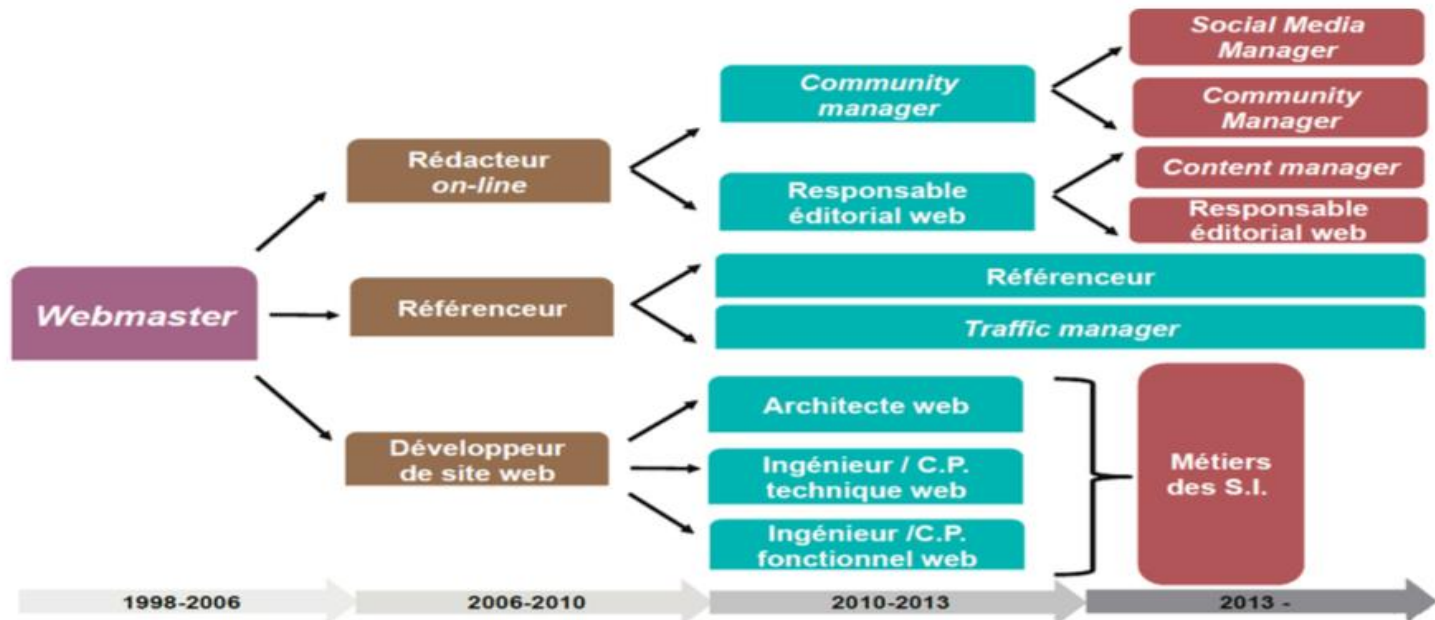 Social Media
Manager
Community
manager
Community
Manager
Rédacteur
on-line
Content manager
Responsable
éditorial web
Responsable
éditorial web
Webmaster
Référenceur
Référenceur
Traffic manager
Développeur
de site web
Architecte web
Ingénieur / C.P.
technique web
Ingénieur /C.P.
fonctionnel web
Métiers
des S.I.
1998-2006
2006-2010
2010-2013
2013 -